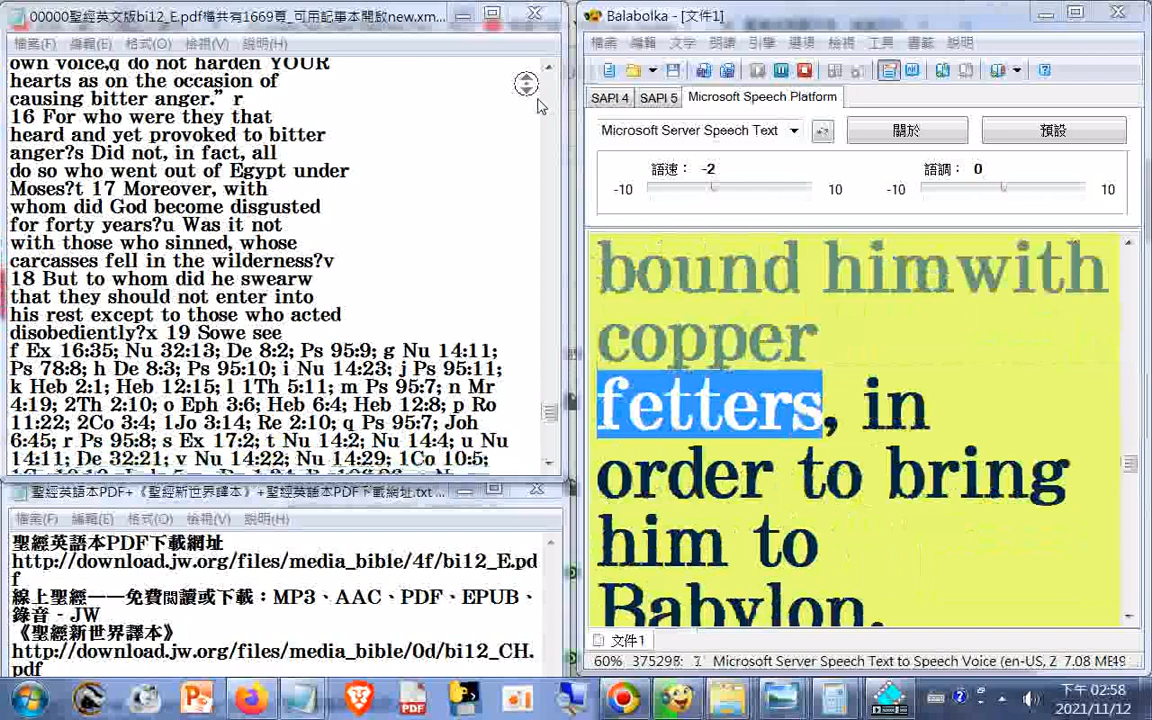 00000聖經英文版bi12_E.pdf檔共有1669頁_可用記事本開啟new.xm...
檔案(F) 編輯(E) 格式(O) 檢視(V) 說明(H)
own voice,q do not harden YOUR
hearts as on the occasion of
causing bitter anger.” r
16 For who were they that
heard and yet provoked to bitter
anger?s Did not, in fact, all
do so who went out of Egypt under
Moses?t 17 Moreover, with
whom did God become disgusted
for forty years?u Was it not
with those who sinned, whose
carcasses fell in the wilderness?v
18 But to whom did he swearw
that they should not enter into
his rest except to those who acted
disobediently?x 19 Sowe see
f Ex 16:35; Nu 32:13; De 8:2; Ps 95:9; g Nu 14:11;
Ps 78:8; h De 8:3; Ps 95:10; i Nu 14:23; j Ps 95:11;
k Heb 2:1; Heb 12:15; l 1Th 5:11; m Ps 95:7; n Mr
4:19; 2Th 2:10; o Eph 3:6; Heb 6:4; Heb 12:8; p Ro
11:22; 2Co 3:4; 1Jo 3:14; Re 2:10; q Ps 95:7; Joh
6:45; r Ps 95:8; s Ex 17:2; t Nu 14:2; Nu 14:4; u Nu
14:11; De 32:21; v Nu 14:22; Nu 14:29; 1Co 10:5;
聖經英語本PDF+《聖經新世界譯本》+聖經英語本PDF下載網址.txt ...
檔案(F) 編輯(E) 格式(O) 檢視(V) 說明(H)
聖經英語本PDF下載網址
http://download.jw.org/files/media_bible/4f/bi12_E.pd
f
線上聖經——免費閱讀或下載：MP3、AAC、PDF、EPUB、
錄音 - JW
《聖經新世界譯本》
http://download.jw.org/files/media_bible/0d/bi12_CH.
pdf
Balabolka - [文件1]
檔案 編輯 文字 朗讀 引擎 選項 檢視 工具 書籤 說明
SAPI 4 SAPI 5 Microsoft Speech Platform
Microsoft Server Speech Text 關於 預設
語速： -2 語調： 0
-10 10 -10 10
bound himwith
copper
fetters, in
order to bring
him to
Babylon.
文件1
60% 375298: Microsoft Server Speech Text to Speech Voice (en-US, Z 7.08 ME
下午 02:58
2021/11/12